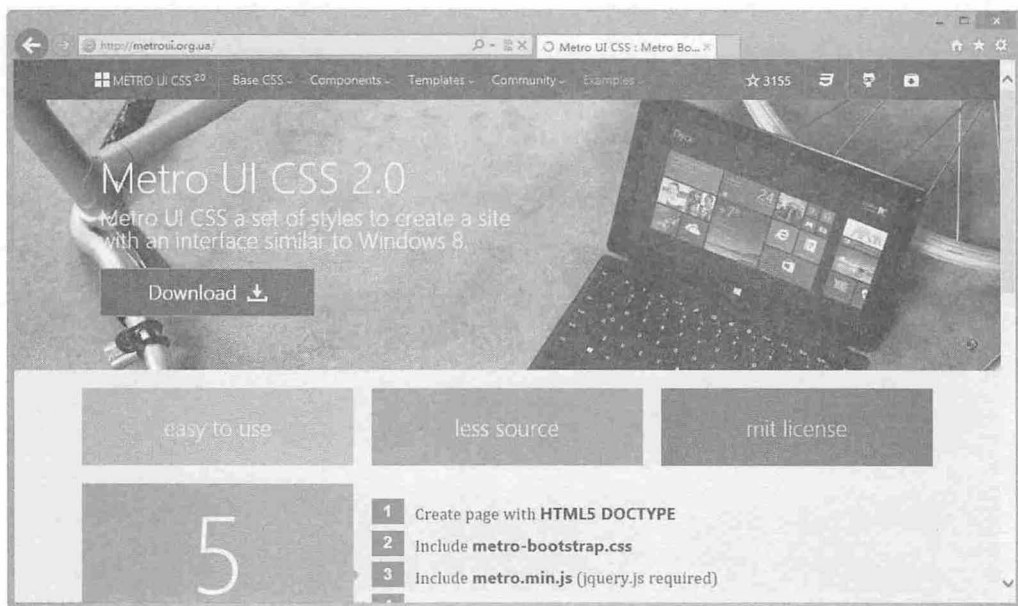 http://metroui.org.ua/
Metro UI CSS : Metro Bo...
METRO UI CSS 2.0
Base CSS
Components
Templates
Community
Examples
3155
Metro UI CSS 2.0
Metro UI CSS a set of styles to create a site
with an interface similar to Windows 8.
Download
easy to use
less source
mit license
5
1 Create page with HTML5 DOCTYPE
2 Include metro-bootstrap.css
3 Include metro.min.js (jquery.js required)